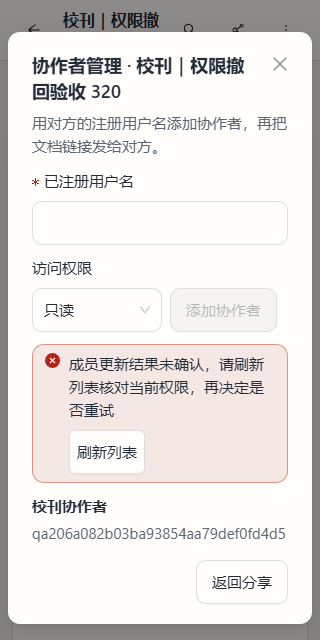 校刊｜权限撤
协作者管理 · 校刊｜权限撤
回验收 320
用对方的注册用户名添加协作者，再把
文档链接发给对方。
* 已注册用户名
访问权限
只读
添加协作者
成员更新结果未确认，请刷新
列表核对当前权限，再决定是
否重试
刷新列表
校刊协作者
qa206a082b03ba93854aa79def0fd4d5
返回分享